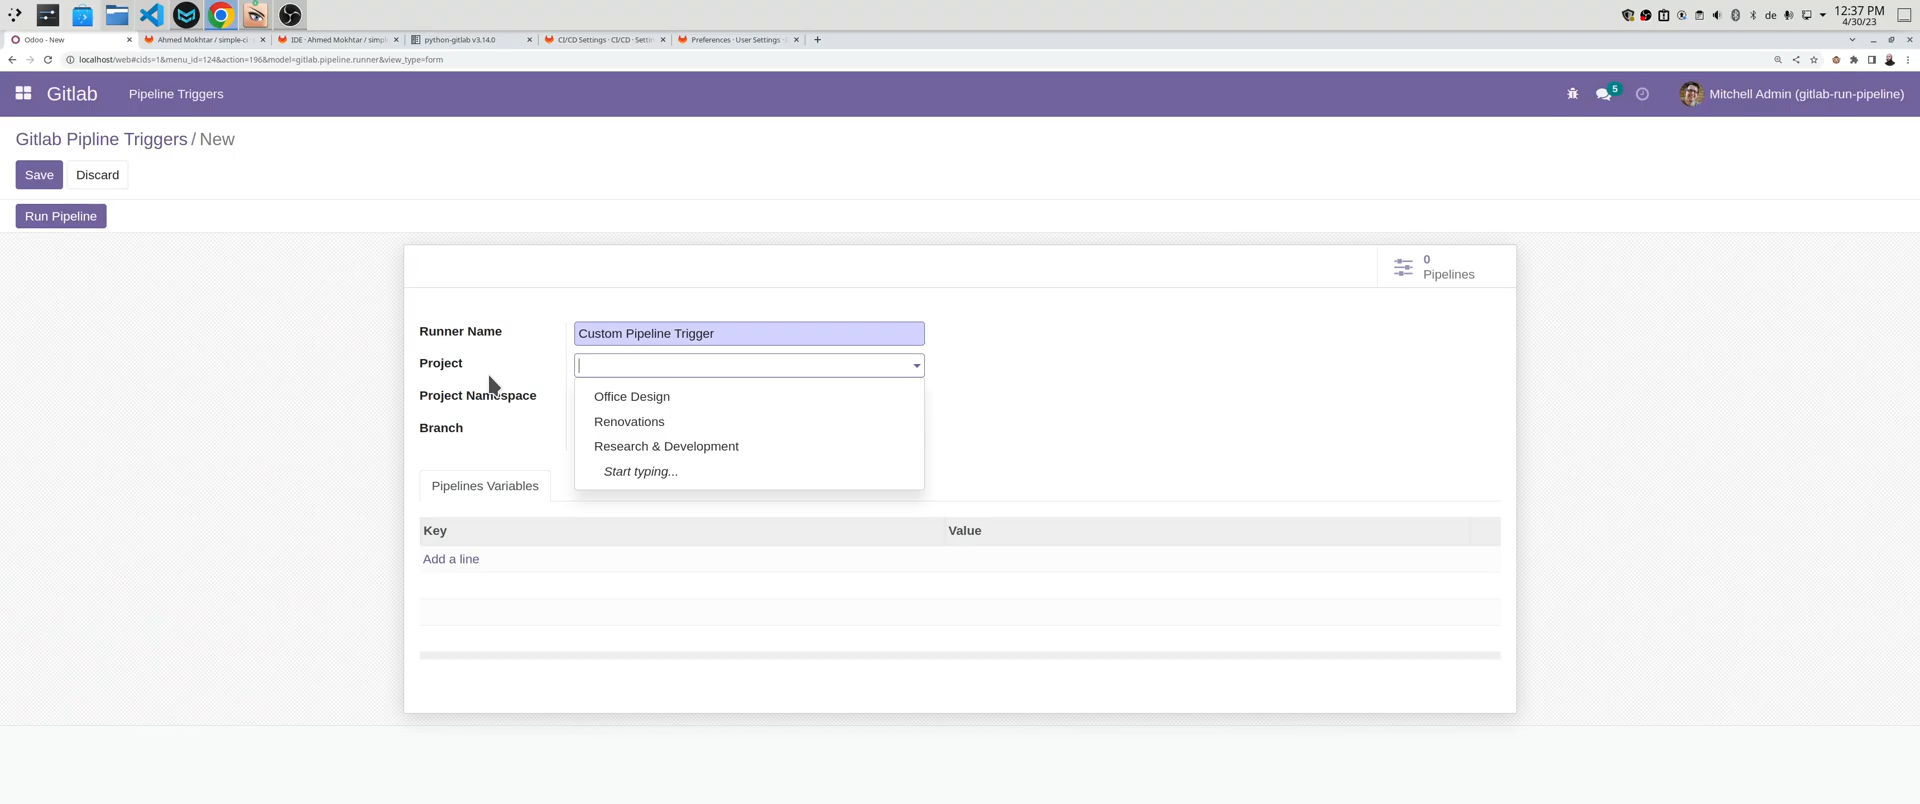 de
12:37 PM
4/30/23
Odoo - New
Ahmed Mokhtar / simple-ci
IDE · Ahmed Mokhtar / simpl
python-gitlab v3.14.0
CI/CD Settings · CI/CD · Settin
Preferences · User Settings ·
localhost/web#cids=1&menu_id=124&action=196&model=gitlab.pipeline.runner&view_type=form
Gitlab
Pipeline Triggers
5
Mitchell Admin (gitlab-run-pipeline)
Gitlab Pipline Triggers / New
Save
Discard
Run Pipeline
0
Pipelines
Runner Name
Custom Pipeline Trigger
Project
Project Namespace
Branch
Office Design
Renovations
Research & Development
Start typing...
Pipelines Variables
Key
Value
Add a line